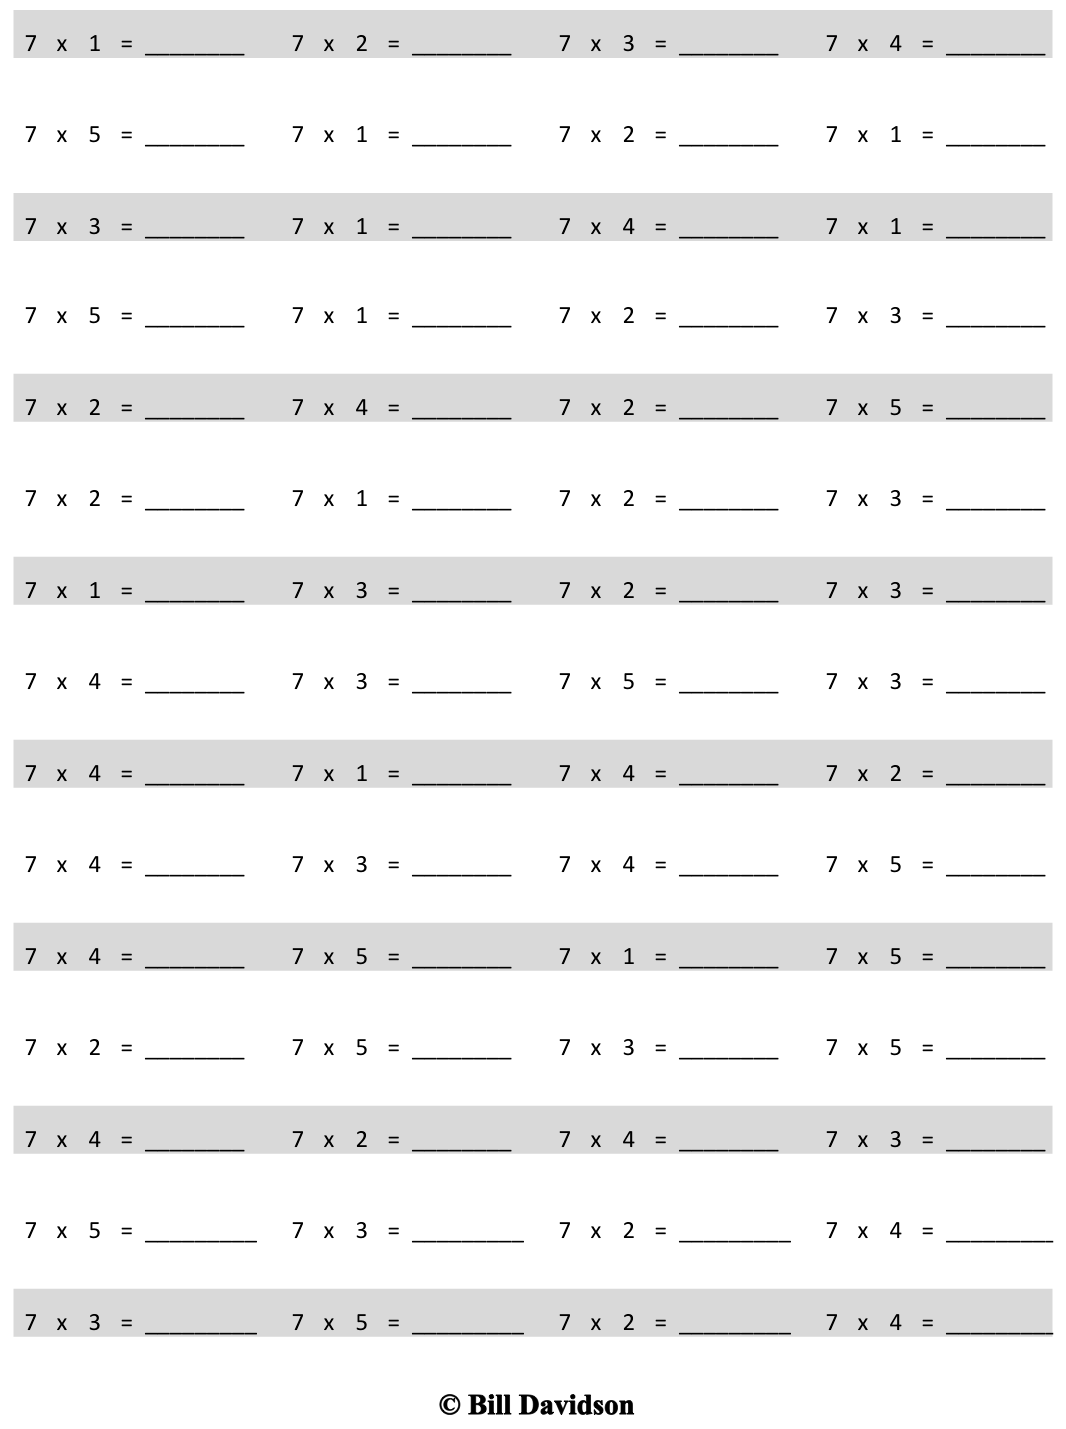 7 x 1 = ________ 7 x 2 = ________ 7 x 3 = ________ 7 x 4 = ________
7 x 5 = ________ 7 x 1 = ________ 7 x 2 = ________ 7 x 1 = ________
7 x 3 = ________ 7 x 1 = ________ 7 x 4 = ________ 7 x 1 = ________
7 x 5 = ________ 7 x 1 = ________ 7 x 2 = ________ 7 x 3 = ________
7 x 2 = ________ 7 x 4 = ________ 7 x 2 = ________ 7 x 5 = ________
7 x 2 = ________ 7 x 1 = ________ 7 x 2 = ________ 7 x 3 = ________
7 x 1 = ________ 7 x 3 = ________ 7 x 2 = ________ 7 x 3 = ________
7 x 4 = ________ 7 x 3 = ________ 7 x 5 = ________ 7 x 3 = ________
7 x 4 = ________ 7 x 1 = ________ 7 x 4 = ________ 7 x 2 = ________
7 x 4 = ________ 7 x 3 = ________ 7 x 4 = ________ 7 x 5 = ________
7 x 4 = ________ 7 x 5 = ________ 7 x 1 = ________ 7 x 5 = ________
7 x 2 = ________ 7 x 5 = ________ 7 x 3 = ________ 7 x 5 = ________
7 x 4 = ________ 7 x 2 = ________ 7 x 4 = ________ 7 x 3 = ________
7 x 5 = _________ 7 x 3 = _________ 7 x 2 = _________ 7 x 4 = _________
7 x 3 = _________ 7 x 5 = _________ 7 x 2 = _________ 7 x 4 = _________
© Bill Davidson